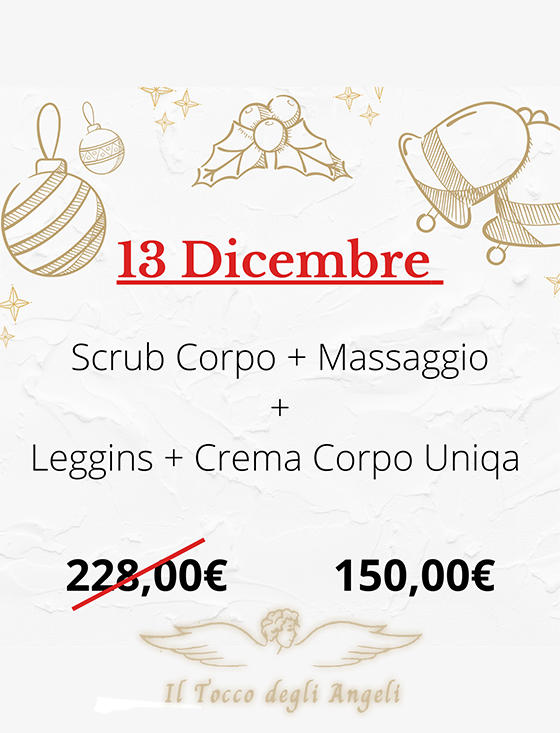 13 Dicembre
Scrub Corpo + Massaggio
+
Leggins + Crema Corpo Uniqa
228,00€ 150,00€
Il Tocco degli Angeli